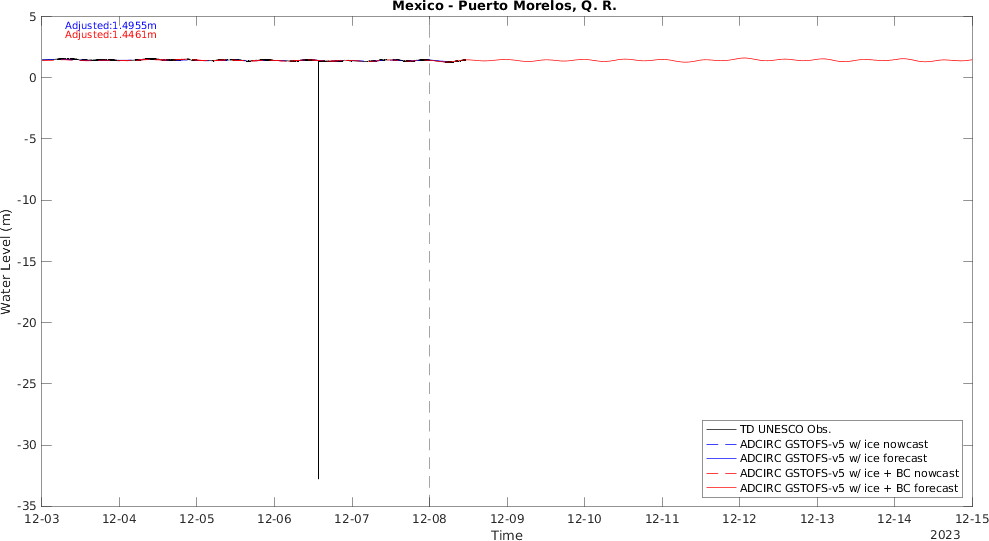 Mexico - Puerto Morelos, Q. R.
Adjusted:1.4955m
Adjusted:1.4461m
5
0
-5
-10
-15
-20
-25
-30
-35
Water Level (m)
TD UNESCO Obs.
ADCIRC GSTOFS-v5 w/ ice nowcast
ADCIRC GSTOFS-v5 w/ ice forecast
ADCIRC GSTOFS-v5 w/ ice + BC nowcast
ADCIRC GSTOFS-v5 w/ ice + BC forecast
12-03 12-04 12-05 12-06 12-07 12-08 12-09 12-10 12-11 12-12 12-13 12-14 12-15
Time
2023